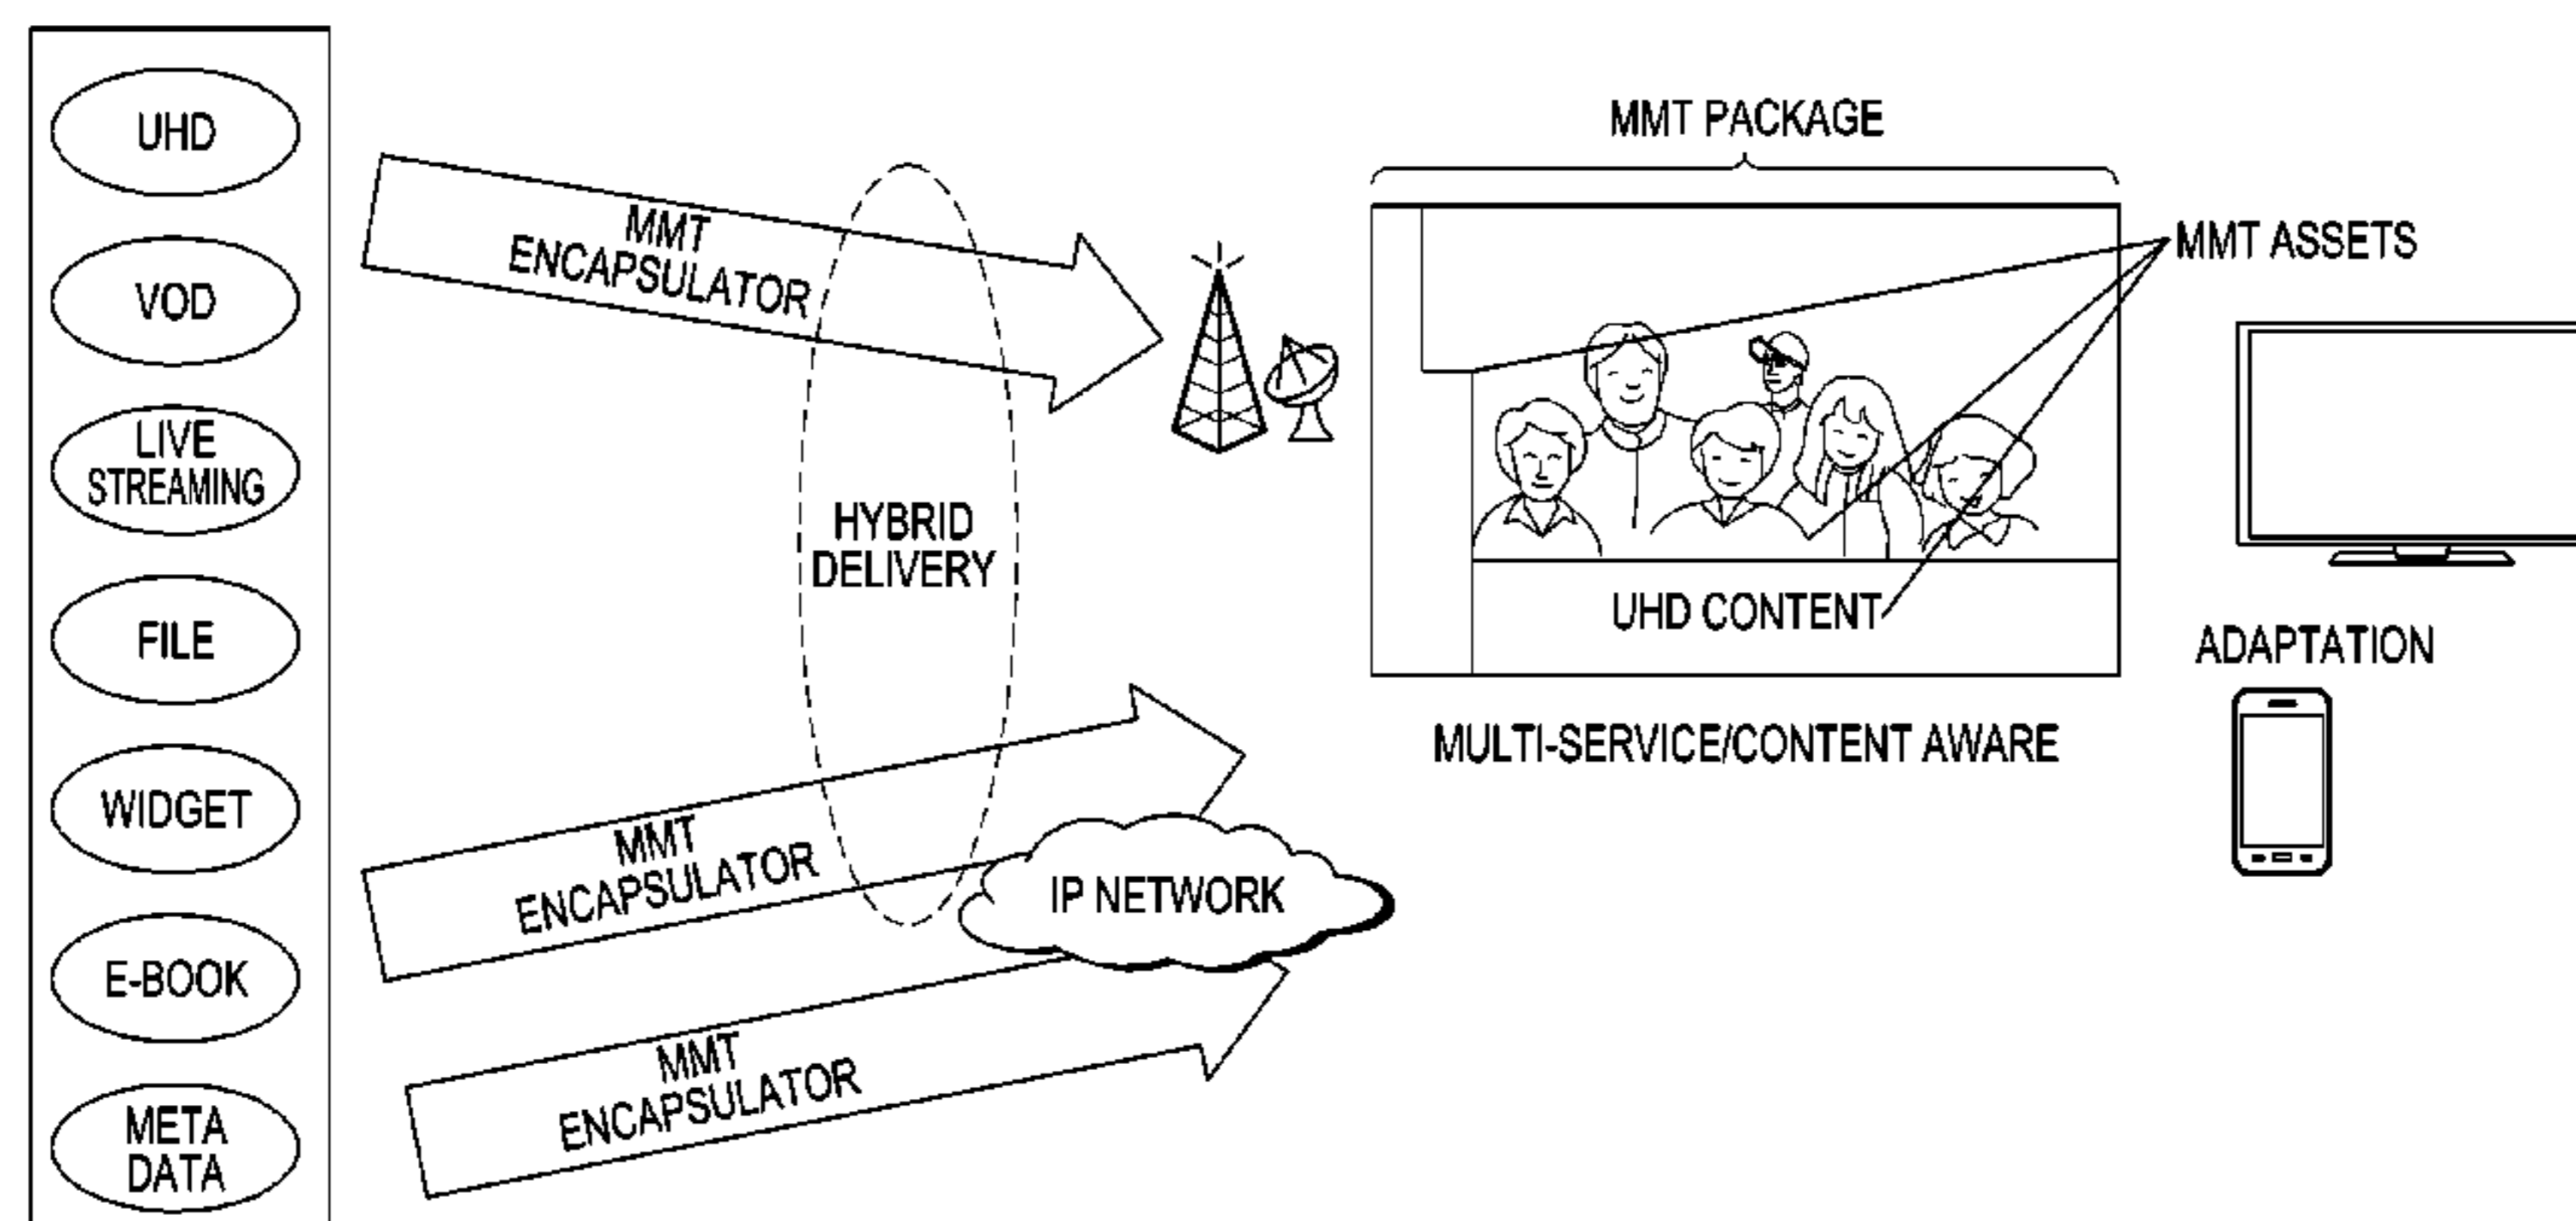 UHD
VOD
LIVE
STREAMING
FILE
WIDGET
E-BOOK
META
DATA
MMT
ENCAPSULATOR
HYBRID
DELIVERY
MMT
ENCAPSULATOR
IP NETWORK
MMT
ENCAPSULATOR
MMT PACKAGE
MMT ASSETS
UHD CONTENT
MULTI-SERVICE/CONTENT AWARE
ADAPTATION